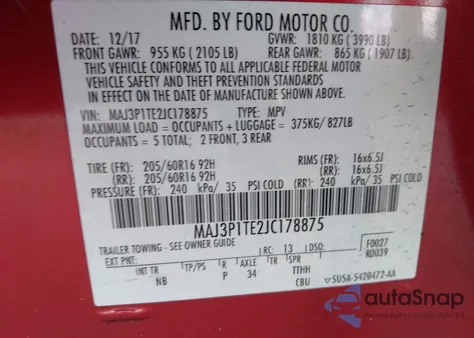 MFD. BY FORD MOTOR CO.
12/17 GVWR: 1810 KG ( 3990 LB)
FRONT GAWR: 955 KG ( 2105 LB) REAR GAWR: 865 KG ( 1907 LB)
THIS VEHICLE CONFORMS TO ALL APPLICABLE FEDERAL MOTOR
VEHICLE SAFETY AND THEFT PREVENTION STANDARDS
IN EFFECT ON THE DATE OF MANUFACTURE SHOWN ABOVE.
VIN: MAJ3P1TE2JC178875 TYPE: MPV
MAXIMUM LOAD = OCCUPANTS + LUGGAGE = 375KG/ 827LB
OCCUPANTS = 5 TOTAL; 2 FRONT, 3 REAR
TIRE (FR): 205/60R16 92H RIMS (FR): 16x6.5J
(RR): 205/60R16 92H (RR): 16x6.5J
PRESSURE (FR): 240 kPa/ 35 PSI COLD (RR): 240 kPa/ 35 PSI COLD
MAJ3P1TE2JC178875
TRAILER TOWING - SEE OWNER GUIDE
EXT PNT: RC: 13 DSO: F0027
R0039
INT TR TP/PS R AXLE TR SPR
NB P 34 TTHH
CBU 5U5A-5420472-AA
autoSnap